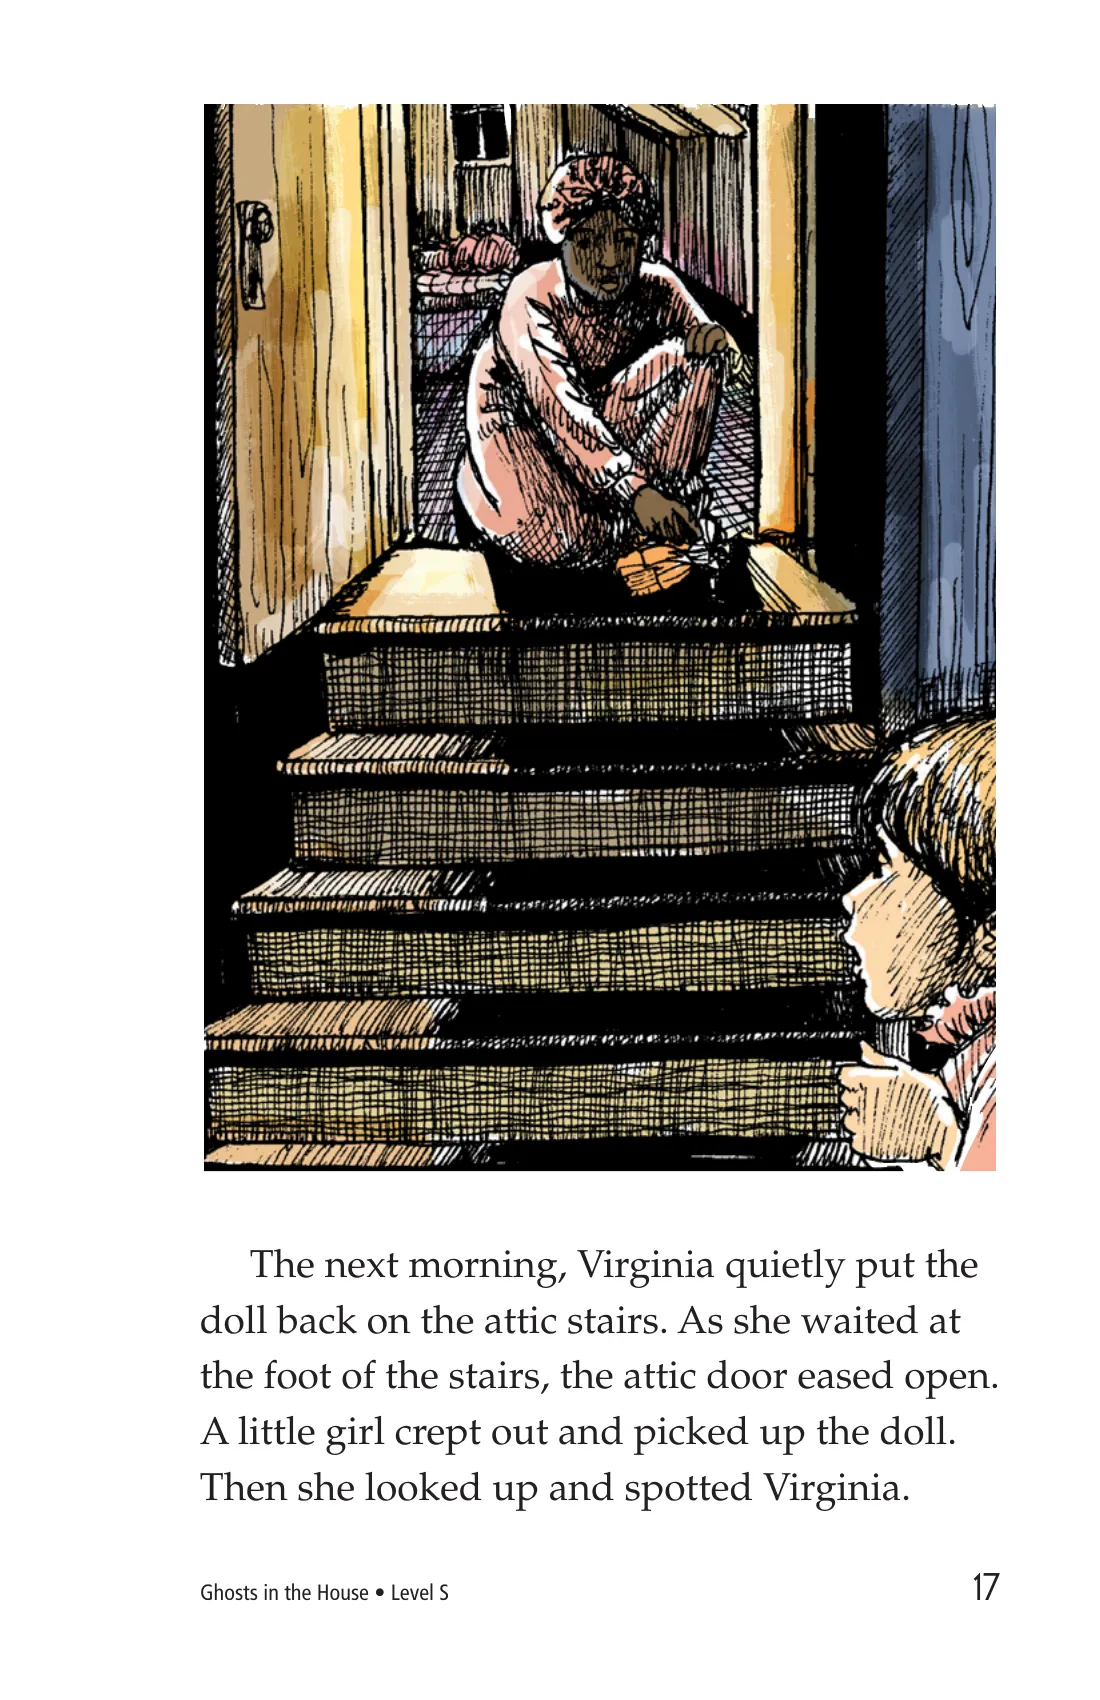 The next morning, Virginia quietly put the
doll back on the attic stairs. As she waited at
the foot of the stairs, the attic door eased open.
A little girl crept out and picked up the doll.
Then she looked up and spotted Virginia.
Ghosts in the House • Level S
17